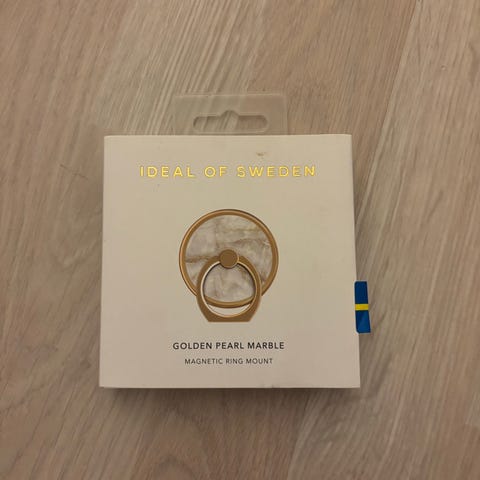 IDEAL OF SWEDEN
GOLDEN PEARL MARBLE
MAGNETIC RING MOUNT